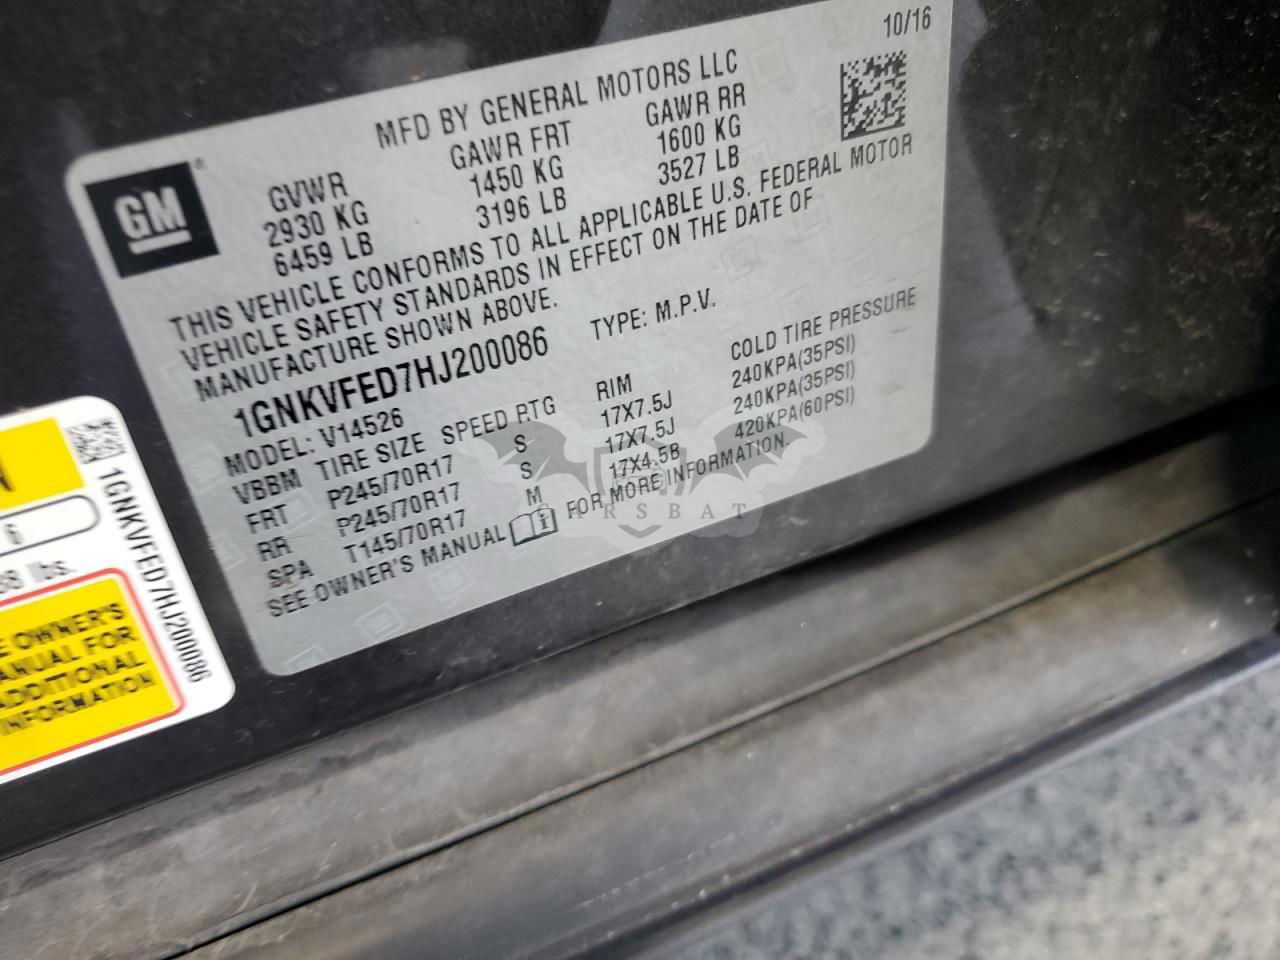 10/16
MFD BY GENERAL MOTORS LLC
GM
GVWR GAWR FRT GAWR RR
2930 KG 1450 KG 1600 KG
6459 LB 3196 LB 3527 LB
THIS VEHICLE CONFORMS TO ALL APPLICABLE U.S. FEDERAL MOTOR
VEHICLE SAFETY STANDARDS IN EFFECT ON THE DATE OF
MANUFACTURE SHOWN ABOVE.
1GNKVFED7HJ200086 TYPE: M.P.V.
MODEL: V14526
VBBM TIRE SIZE SPEED RTG RIM COLD TIRE PRESSURE
FRT P245/70R17 S 17X7.5J 240KPA(35PSI)
RR P245/70R17 S 17X7.5J 240KPA(35PSI)
SPA T145/70R17 M 17X4.5B 420KPA(60PSI)
SEE OWNER'S MANUAL FOR MORE INFORMATION.
CARSBAT
N
6
lbs.
OWNER'S
MANUAL FOR
ADDITIONAL
INFORMATION
1GNKVFED7HJ200086